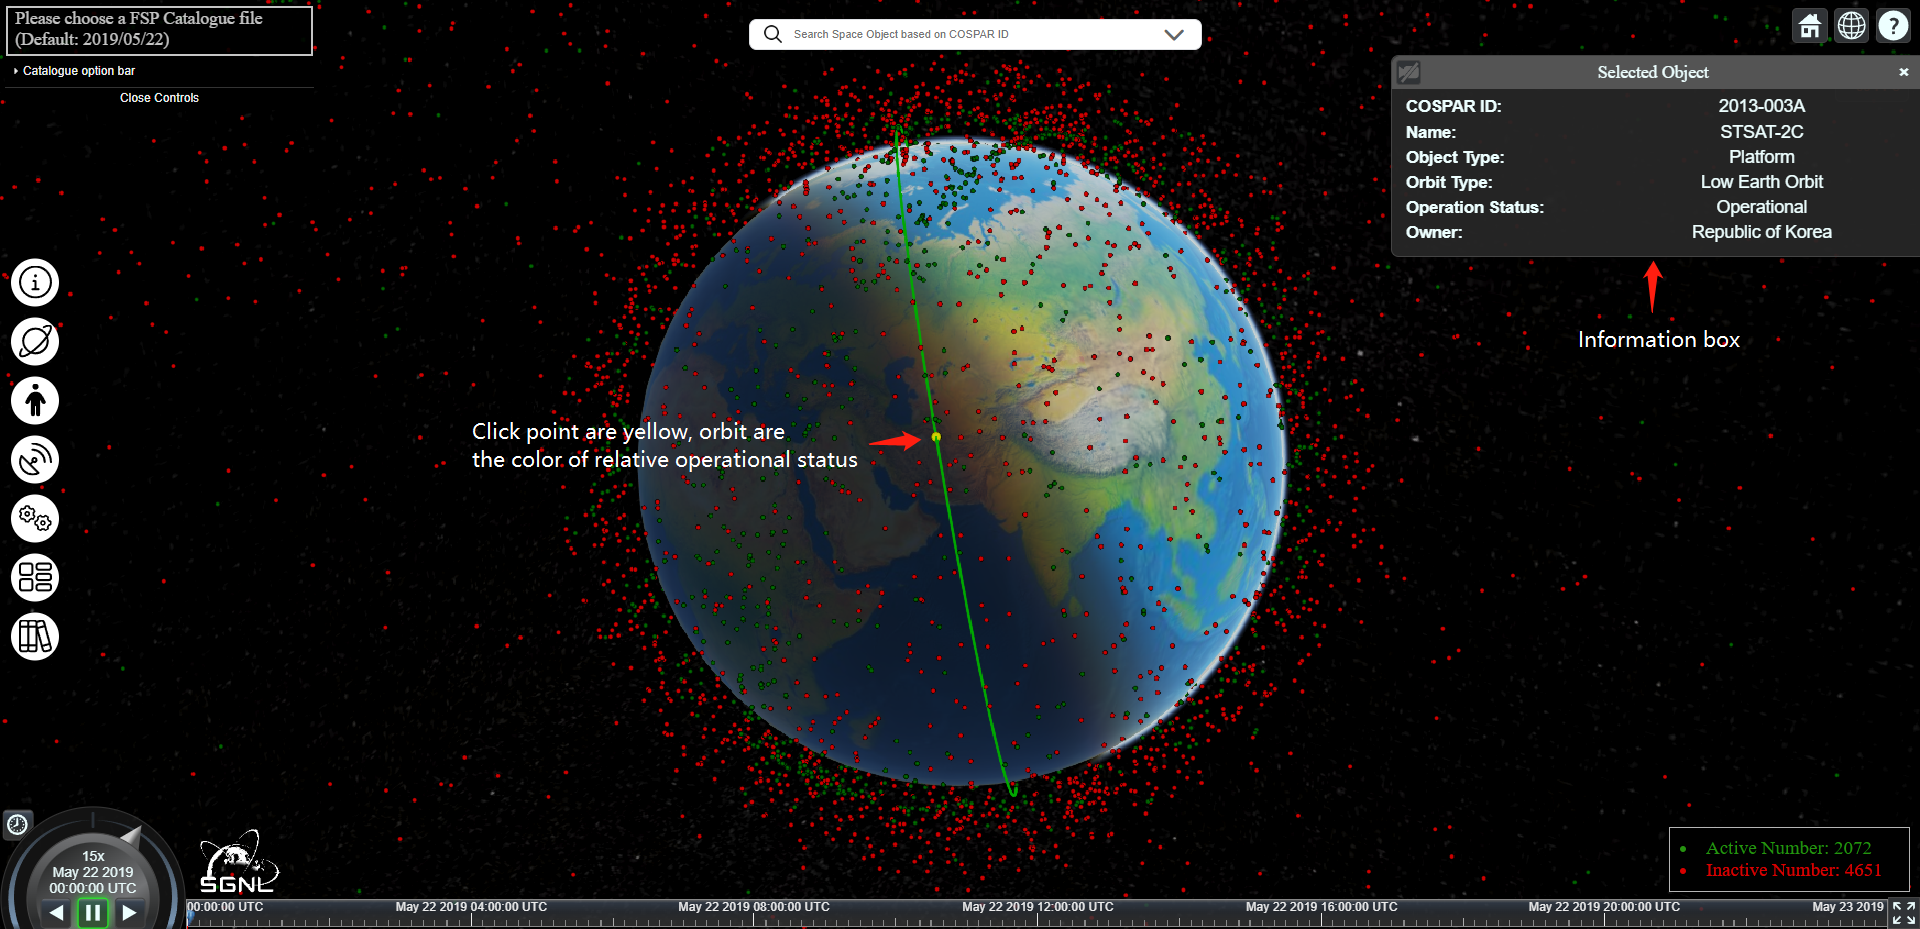 Please choose a FSP Catalogue file
(Default: 2019/05/22)
Catalogue option bar
Close Controls
Search Space Object based on COSPAR ID
?
Selected Object
×
COSPAR ID: 2013-003A
Name: STSAT-2C
Object Type: Platform
Orbit Type: Low Earth Orbit
Operation Status: Operational
Owner: Republic of Korea
Information box
Click point are yellow, orbit are
the color of relative operational status
15x
May 22 2019
00:00:00 UTC
SGNL
Active Number: 2072
Inactive Number: 4651
00:00:00 UTC
May 22 2019 04:00:00 UTC
May 22 2019 08:00:00 UTC
May 22 2019 12:00:00 UTC
May 22 2019 16:00:00 UTC
May 22 2019 20:00:00 UTC
May 23 2019